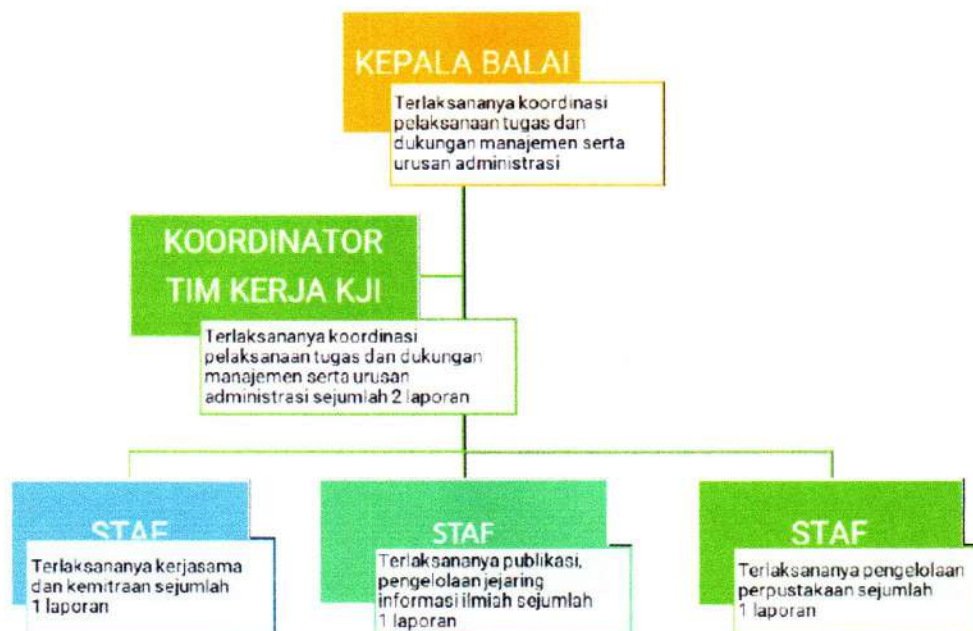 KEPALA BALAI
Terlaksananya koordinasi
pelaksanaan tugas dan
dukungan manajemen serta
urusan administrasi
KOORDINATOR
TIM KERJA KJI
Terlaksananya koordinasi
pelaksanaan tugas dan dukungan
manajemen serta urusan
administrasi sejumlah 2 laporan
STAF
Terlaksananya kerjasama
dan kemitraan sejumlah
1 laporan
STAF
Terlaksananya publikasi,
pengelolaan jejaring
informasi ilmiah sejumlah
1 laporan
STAF
Terlaksananya pengelolaan
perpustakaan sejumlah
1 laporan